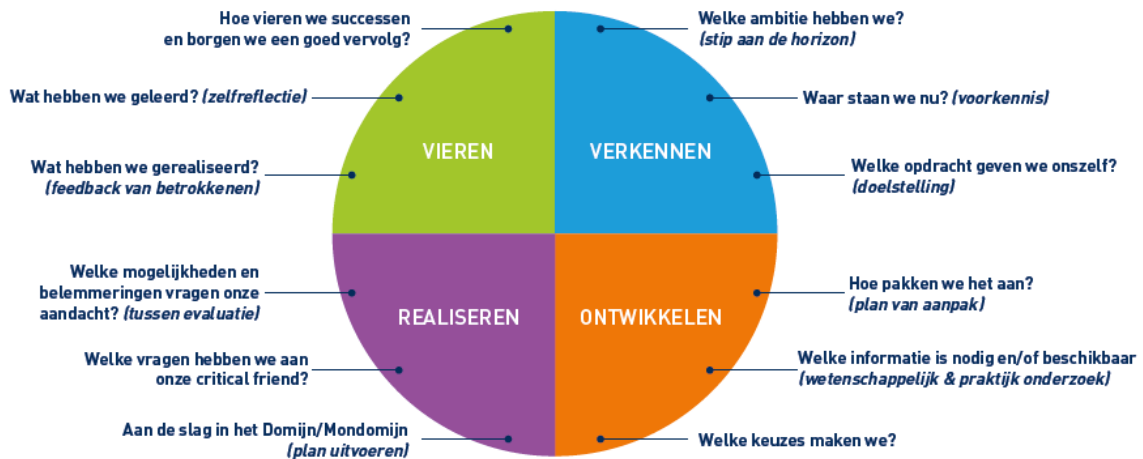 Hoe vieren we successen
en borgen we een goed vervolg?
Wat hebben we geleerd? (zelfreflectie)
Wat hebben we gerealiseerd?
(feedback van betrokkenen)
VIEREN
Welke ambitie hebben we?
(stip aan de horizon)
Waar staan we nu? (voorkennis)
Welke opdracht geven we onszelf?
(doelstelling)
VERKENNEN
Welke mogelijkheden en
belemmeringen vragen onze
aandacht? (tussen evaluatie)
Welke vragen hebben we aan
onze critical friend?
Aan de slag in het Domijn/Mondomijn
(plan uitvoeren)
REALISEREN
Hoe pakken we het aan?
(plan van aanpak)
Welke informatie is nodig en/of beschikbaar
(wetenschappelijk & praktijk onderzoek)
Welke keuzes maken we?
ONTWIKKELEN